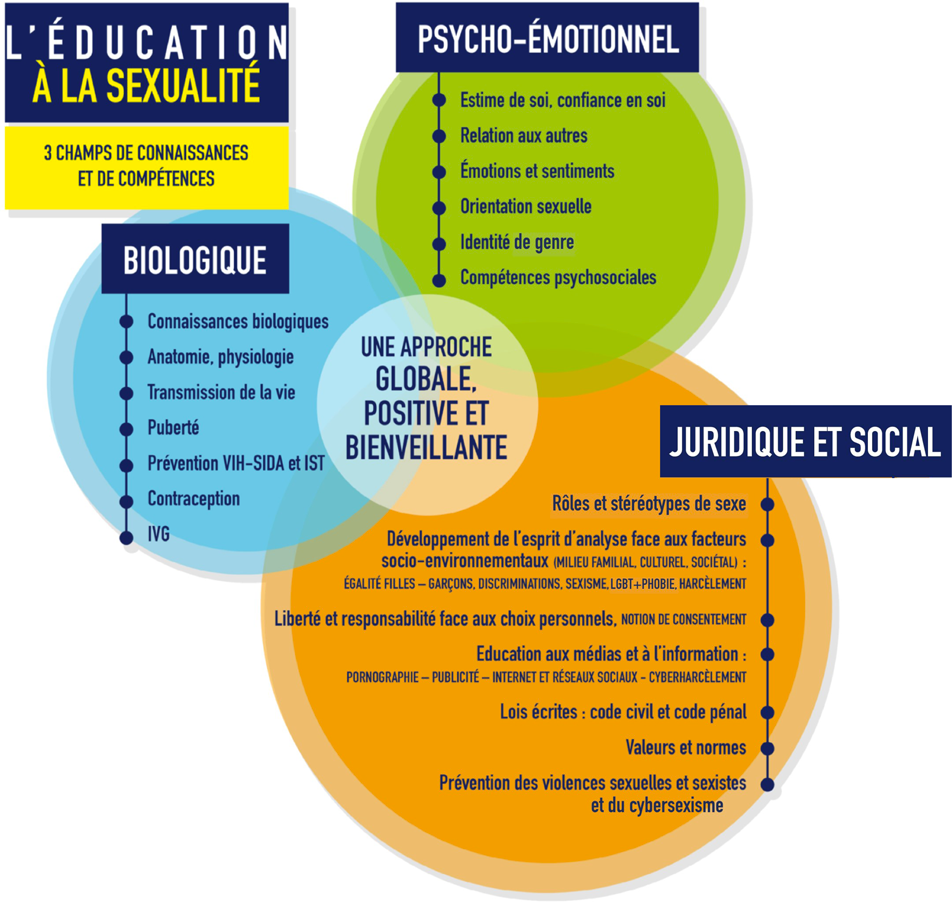 L'ÉDUCATION
À LA SEXUALITÉ
3 CHAMPS DE CONNAISSANCES
ET DE COMPÉTENCES
PSYCHO-ÉMOTIONNEL
Estime de soi, confiance en soi
Relation aux autres
Émotions et sentiments
Orientation sexuelle
Identité de genre
Compétences psychosociales
BIOLOGIQUE
Connaissances biologiques
Anatomie, physiologie
Transmission de la vie
Puberté
Prévention VIH-SIDA et IST
Contraception
IVG
UNE APPROCHE
GLOBALE,
POSITIVE ET
BIENVEILLANTE
JURIDIQUE ET SOCIAL
Rôles et stéréotypes de sexe
Développement de l'esprit d'analyse face aux facteurs
socio-environnementaux (MILIEU FAMILIAL, CULTUREL, SOCIÉTAL) :
ÉGALITÉ FILLES – GARÇONS, DISCRIMINATIONS, SEXISME, LGBT+PHOBIE, HARCÈLEMENT
Liberté et responsabilité face aux choix personnels, NOTION DE CONSENTEMENT
Education aux médias et à l'information :
PORNOGRAPHIE – PUBLICITÉ – INTERNET ET RÉSEAUX SOCIAUX - CYBERHARCÈLEMENT
Lois écrites : code civil et code pénal
Valeurs et normes
Prévention des violences sexuelles et sexistes
et du cybersexisme